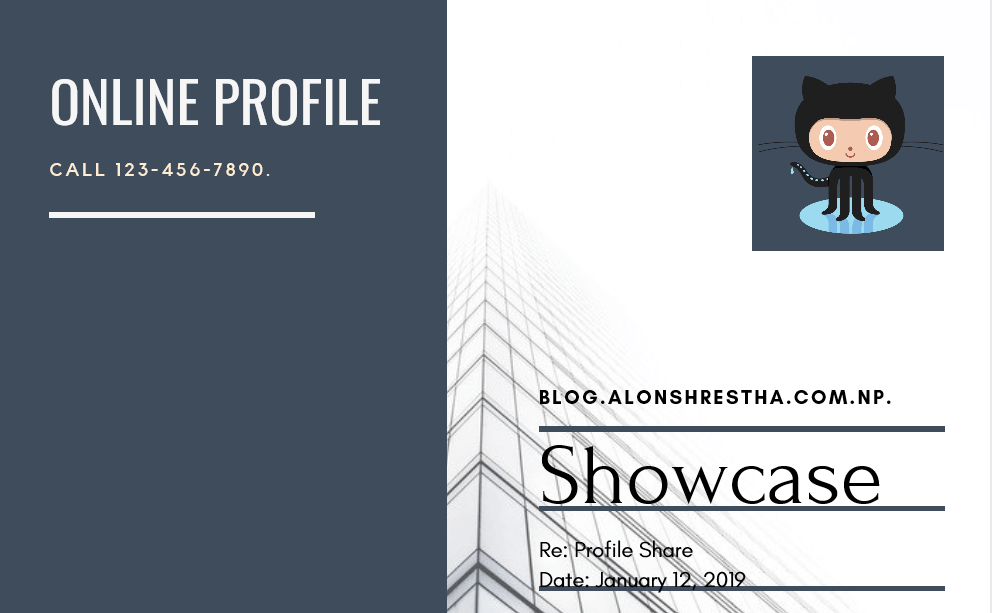 ONLINE PROFILE
CALL 123-456-7890.
BLOG.ALONSHRESTHA.COM.NP.
Showcase
Re: Profile Share
Date: January 12, 2019